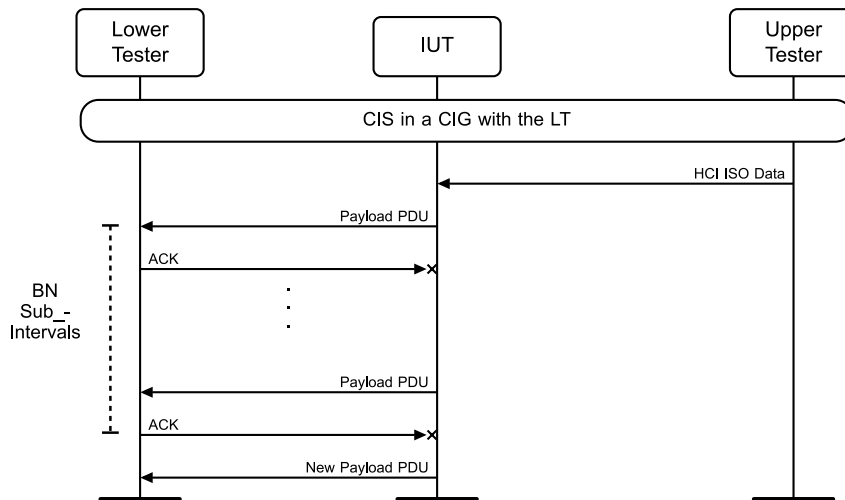 Lower
Tester
IUT
Upper
Tester
CIS in a CIG with the LT
HCI ISO Data
Payload PDU
ACK
BN
Sub_-
Intervals
Payload PDU
ACK
New Payload PDU